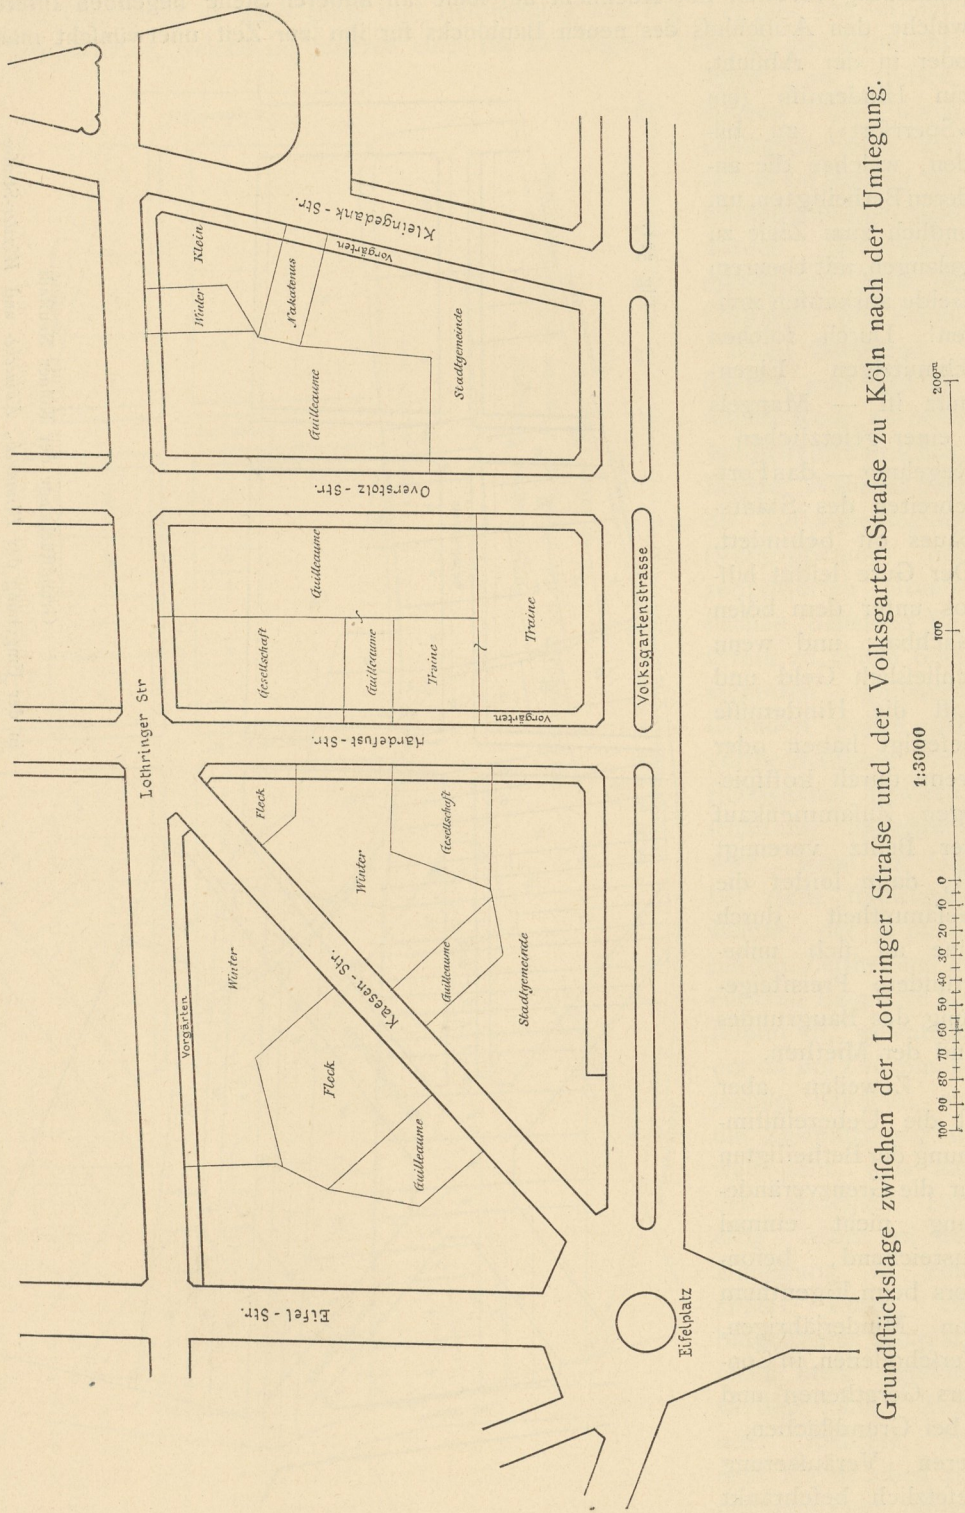 Lothringer Str
Eifel - Str.
Vorgärten
Winter
Fleck
Guilleaume
Kaesen - Str.
Fleck
Winter
Gesellschaft
Guilleaume
Stadtgemeinde
Hardefust - Str.
Vorgärten
Gesellschaft
Guilleaume
Guilleaume
Traine
Traine
Overstolz - Str.
Guilleaume
Winter
Klein
Nakatenus
Stadtgemeinde
Vorgärten
Kleingedank - Str.
Volksgartenstrasse
Eifelplatz
Grundſtückslage zwiſchen der Lothringer Straſse und der Volksgarten-Straſse zu Köln nach der Umlegung.
1:3000
100 90 80 70 60 50 40 30 20 10 0 100 200m